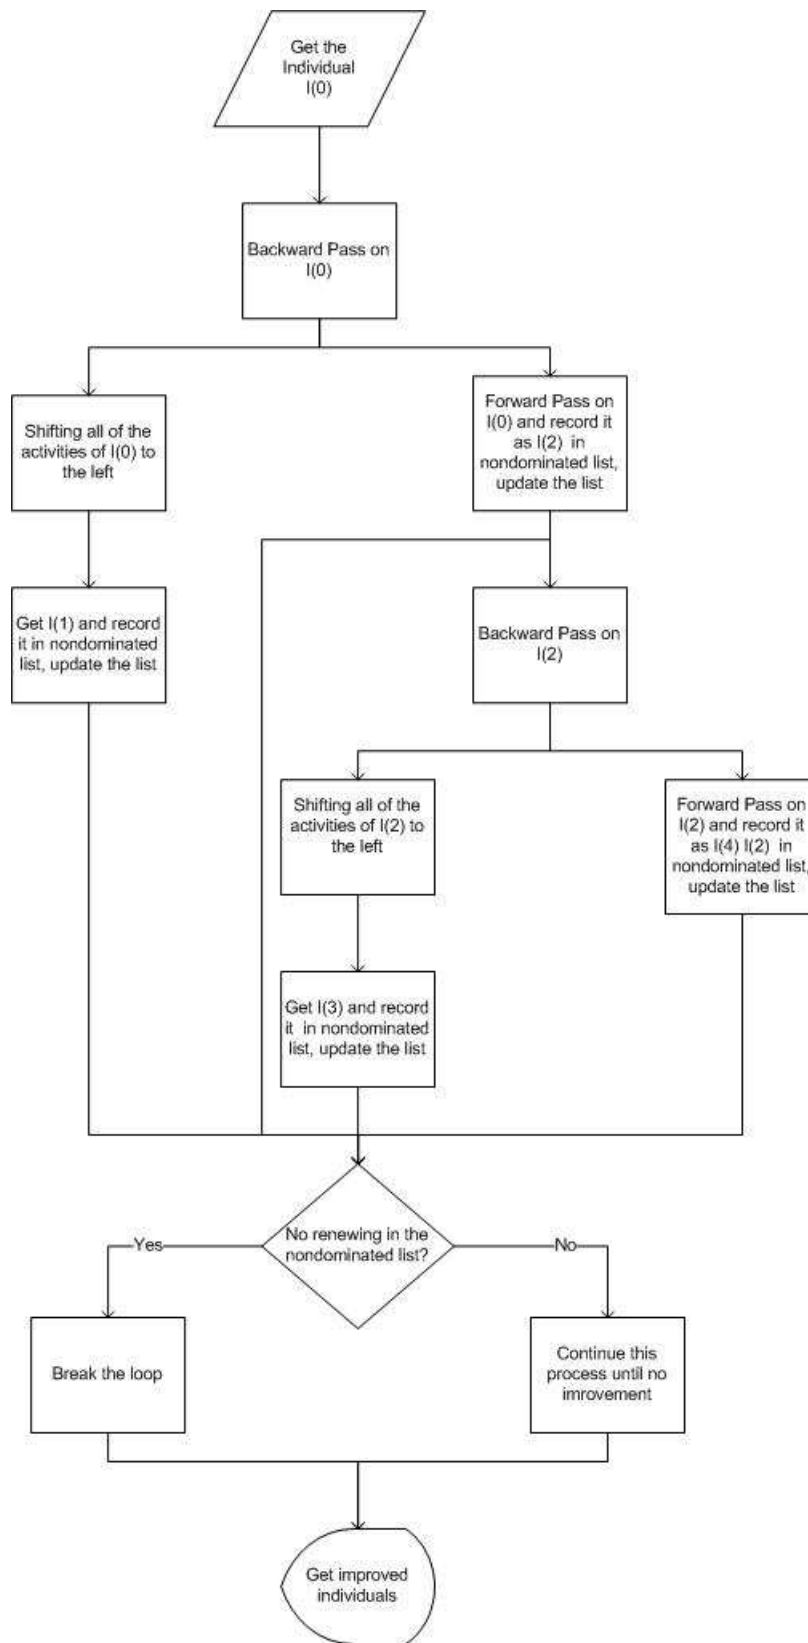 Get the
Individual
I(0)
Backward Pass on
I(0)
Shifting all of the
activities of I(0) to
the left
Forward Pass on
I(0) and record it
as I(2)  in
nondominated list,
update the list
Get I(1) and record
it in nondominated
list, update the list
Backward Pass on
I(2)
Shifting all of the
activities of I(2) to
the left
Forward Pass on
I(2) and record it
as I(4) I(2)  in
nondominated list,
update the list
Get I(3) and record
it  in nondominated
list, update the list
No renewing in the
nondominated list?
Yes
No
Break the loop
Continue this
process until no
imrovement
Get improved
individuals